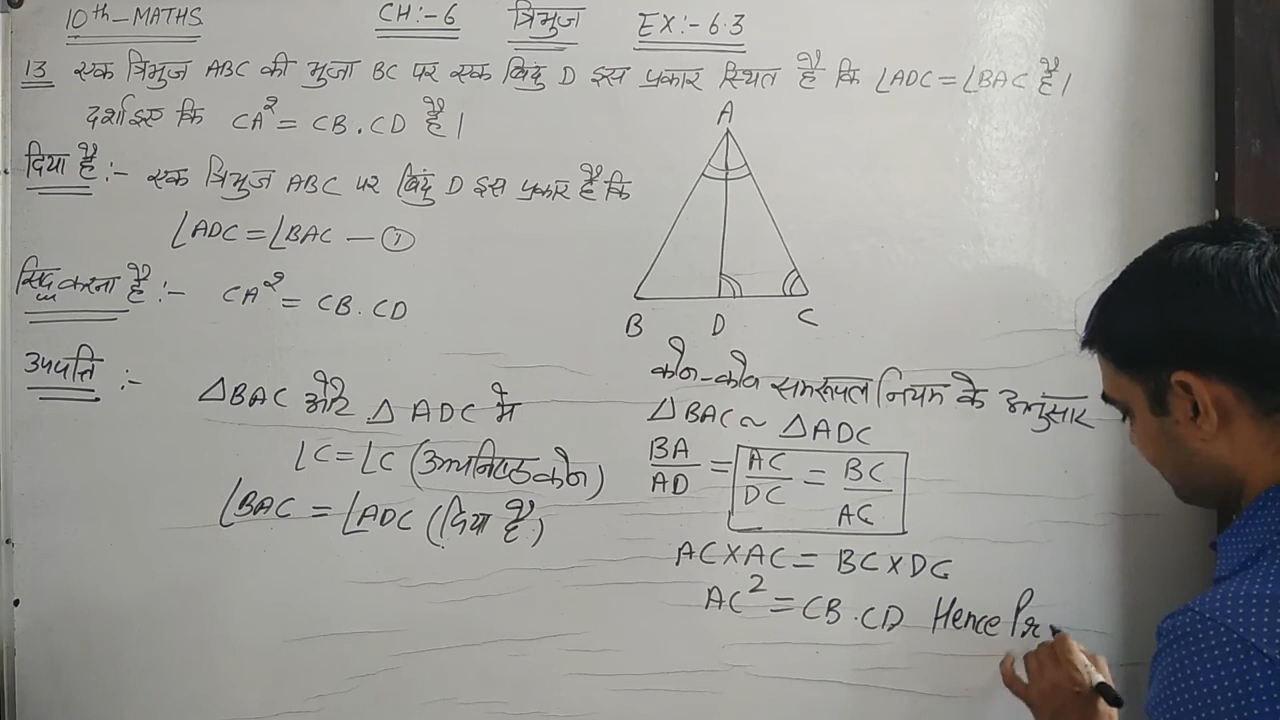 10th-MATHS CH:-6 त्रिभुज EX:-6.3
13 एक त्रिभुज ABC की भुजा BC पर एक बिंदु D इस प्रकार स्थित है कि ∠ADC = ∠BAC है।
दर्शाइए कि CA² = CB.CD है।
दिया है:- एक त्रिभुज ABC पर बिंदु D इस प्रकार है कि
∠ADC = ∠BAC — ①
सिद्ध करना है:- CA² = CB.CD
A
B D C
उपपत्ति :-
△BAC और △ADC मे
∠C = ∠C (उभयनिष्ठ कोण)
∠BAC = ∠ADC (दिया है)
कोण-कोण समरूपता नियम के अनुसार
△BAC ~ △ADC
BA/AD = AC/DC = BC/AC
AC×AC = BC×DC
AC² = CB.CD Hence Pr